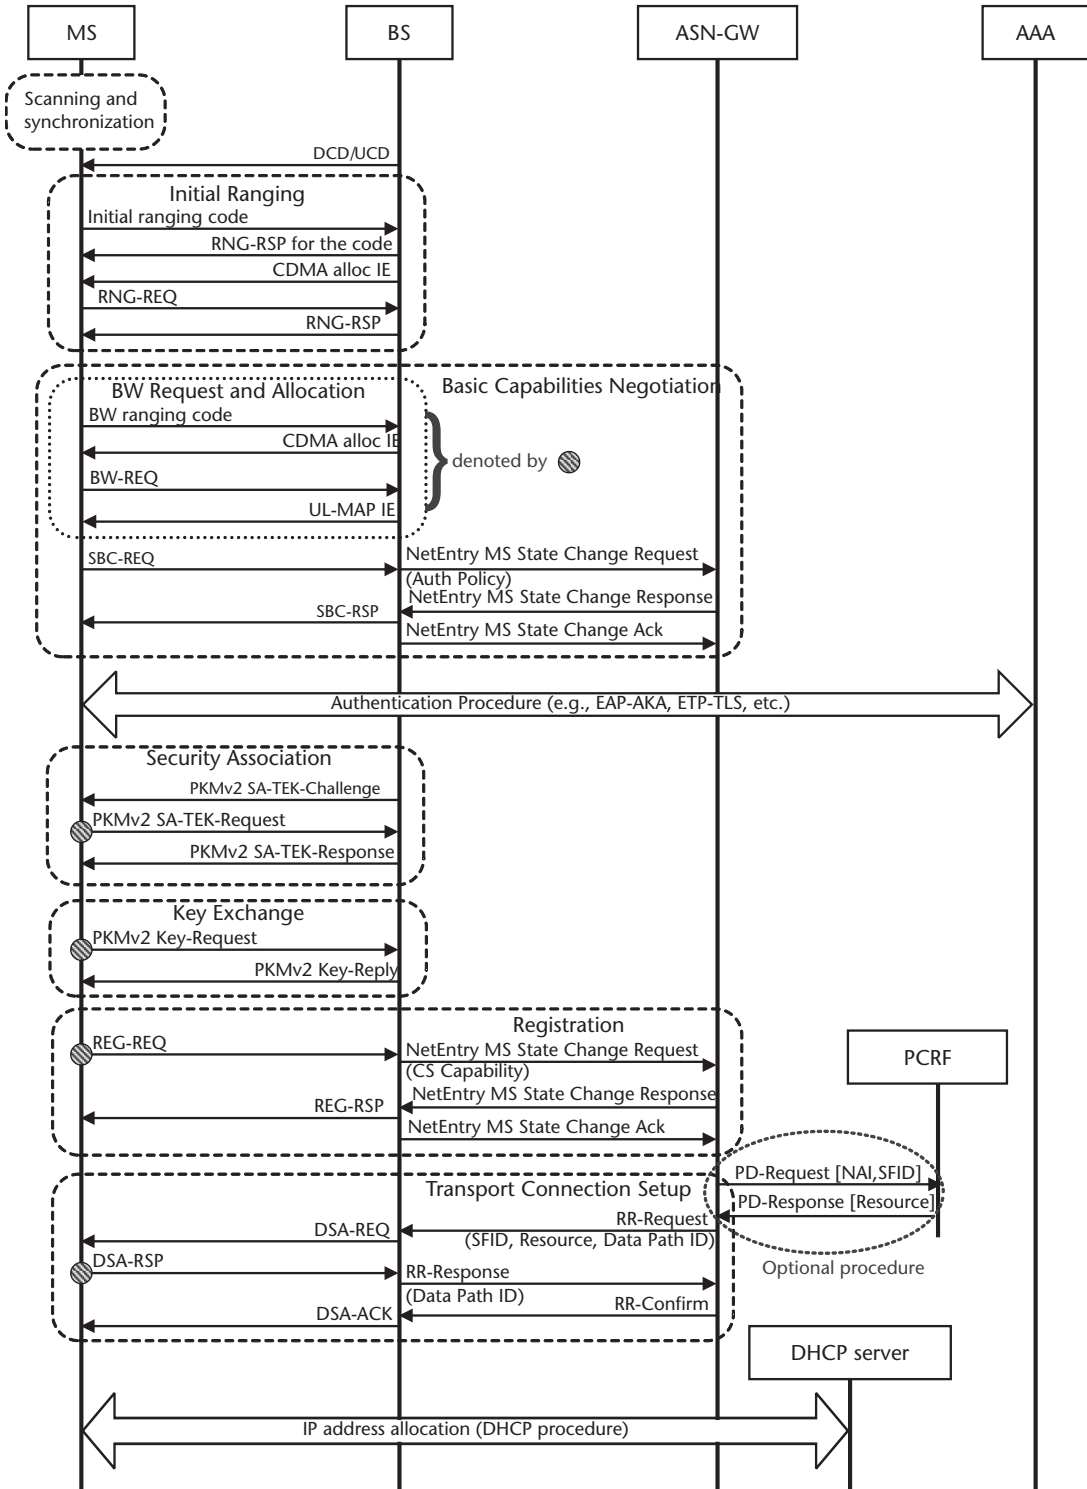 MS
BS
ASN-GW
AAA
Scanning and
synchronization
DCD/UCD
Initial Ranging
Initial ranging code
RNG-RSP for the code
CDMA alloc IE
RNG-REQ
RNG-RSP
Basic Capabilities Negotiation
BW Request and Allocation
BW ranging code
CDMA alloc IE
denoted by
BW-REQ
UL-MAP IE
SBC-REQ
NetEntry MS State Change Request
(Auth Policy)
NetEntry MS State Change Response
SBC-RSP
NetEntry MS State Change Ack
Authentication Procedure (e.g., EAP-AKA, ETP-TLS, etc.)
Security Association
PKMv2 SA-TEK-Challenge
PKMv2 SA-TEK-Request
PKMv2 SA-TEK-Response
Key Exchange
PKMv2 Key-Request
PKMv2 Key-Reply
Registration
REG-REQ
NetEntry MS State Change Request
(CS Capability)
PCRF
NetEntry MS State Change Response
REG-RSP
NetEntry MS State Change Ack
PD-Request [NAI,SFID]
Transport Connection Setup
PD-Response [Resource]
RR-Request
DSA-REQ
(SFID, Resource, Data Path ID)
DSA-RSP
RR-Response
Optional procedure
(Data Path ID)
RR-Confirm
DSA-ACK
DHCP server
IP address allocation (DHCP procedure)